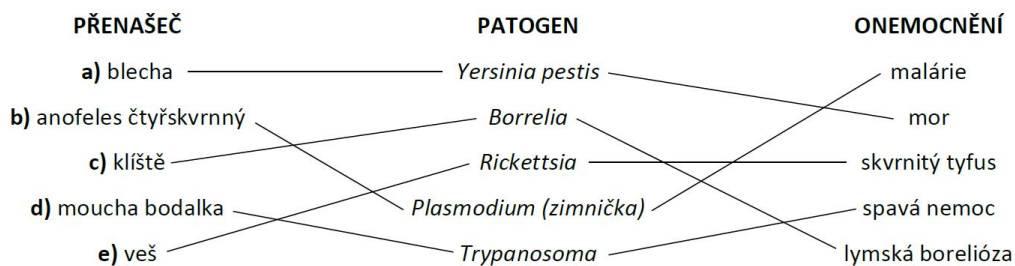 PŘENAŠEČ PATOGEN ONEMOCNĚNÍ
a) blecha Yersinia pestis malárie
b) anofeles čtyřskvrnný Borrelia mor
c) klíště Rickettsia skvrnitý tyfus
d) moucha bodalka Plasmodium (zimnička) spavá nemoc
e) veš Trypanosoma lymská borelióza